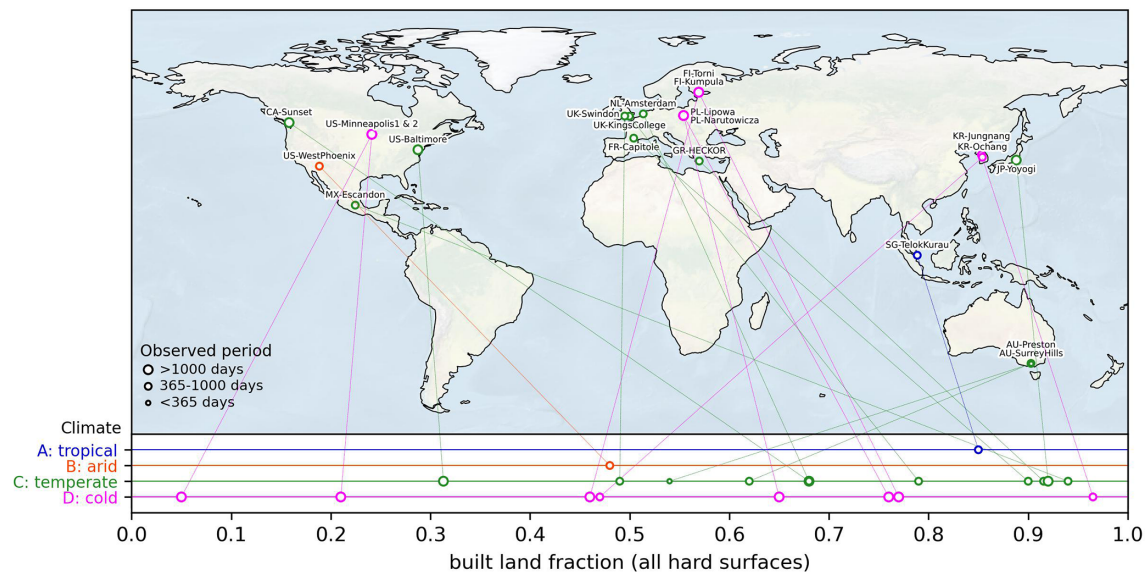 FI-Torni
FI-Kumpula
CA-Sunset
US-Minneapolis1 & 2
US-Baltimore
US-WestPhoenix
MX-Escandon
NL-Amsterdam
UK-Swindon
UK-KingsCollege
PL-Lipowa
PL-Narutowicza
FR-Capitole
GR-HECKOR
KR-Jungnang
KR-Ochang
JP-Yoyogi
SG-TelokKurau
AU-Preston
AU-SurreyHills
Observed period
>1000 days
365-1000 days
<365 days
Climate
A: tropical
B: arid
C: temperate
D: cold
0.0 0.1 0.2 0.3 0.4 0.5 0.6 0.7 0.8 0.9 1.0
built land fraction (all hard surfaces)